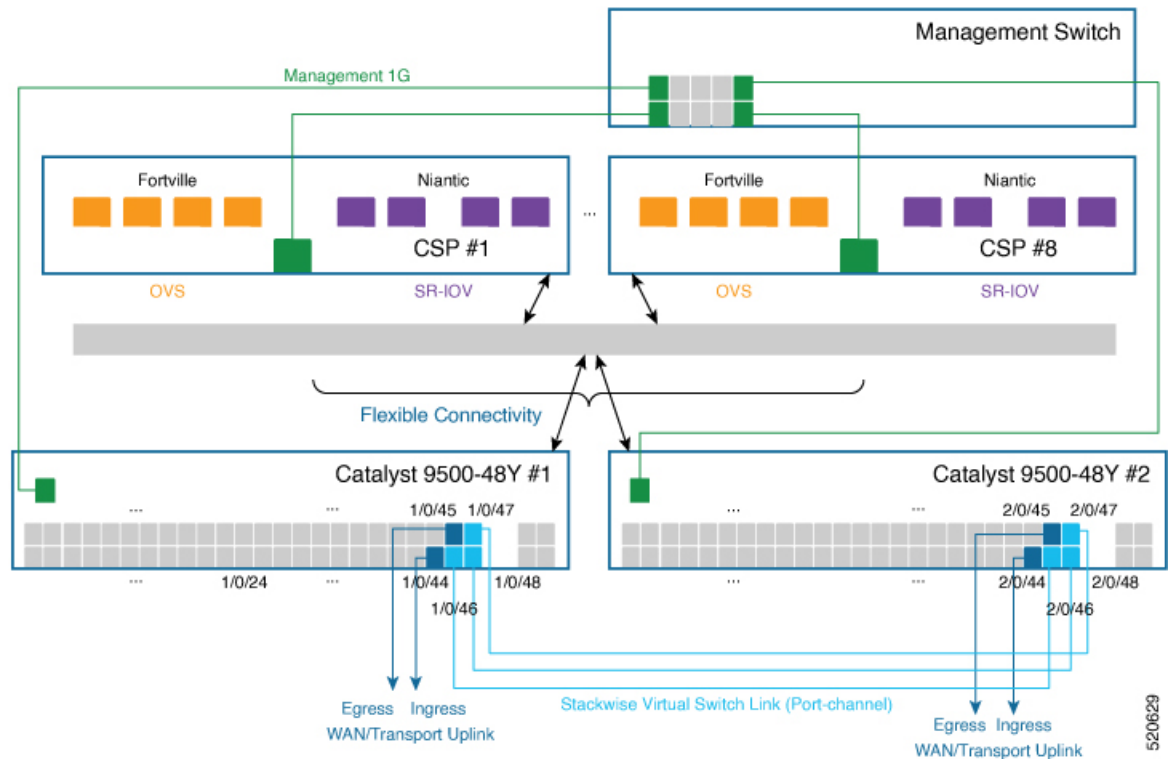 Management Switch
Management 1G
Fortville
Niantic
CSP #1
...
Fortville
Niantic
CSP #8
OVS
SR-IOV
OVS
SR-IOV
Flexible Connectivity
Catalyst 9500-48Y #1
... ... 1/0/45 1/0/47
... 1/0/24 ... 1/0/44 1/0/48
1/0/46
Catalyst 9500-48Y #2
... ... 2/0/45 2/0/47
... ... 2/0/44 2/0/48
2/0/46
Egress Ingress
WAN/Transport Uplink
Stackwise Virtual Switch Link (Port-channel)
Egress Ingress
WAN/Transport Uplink
520629